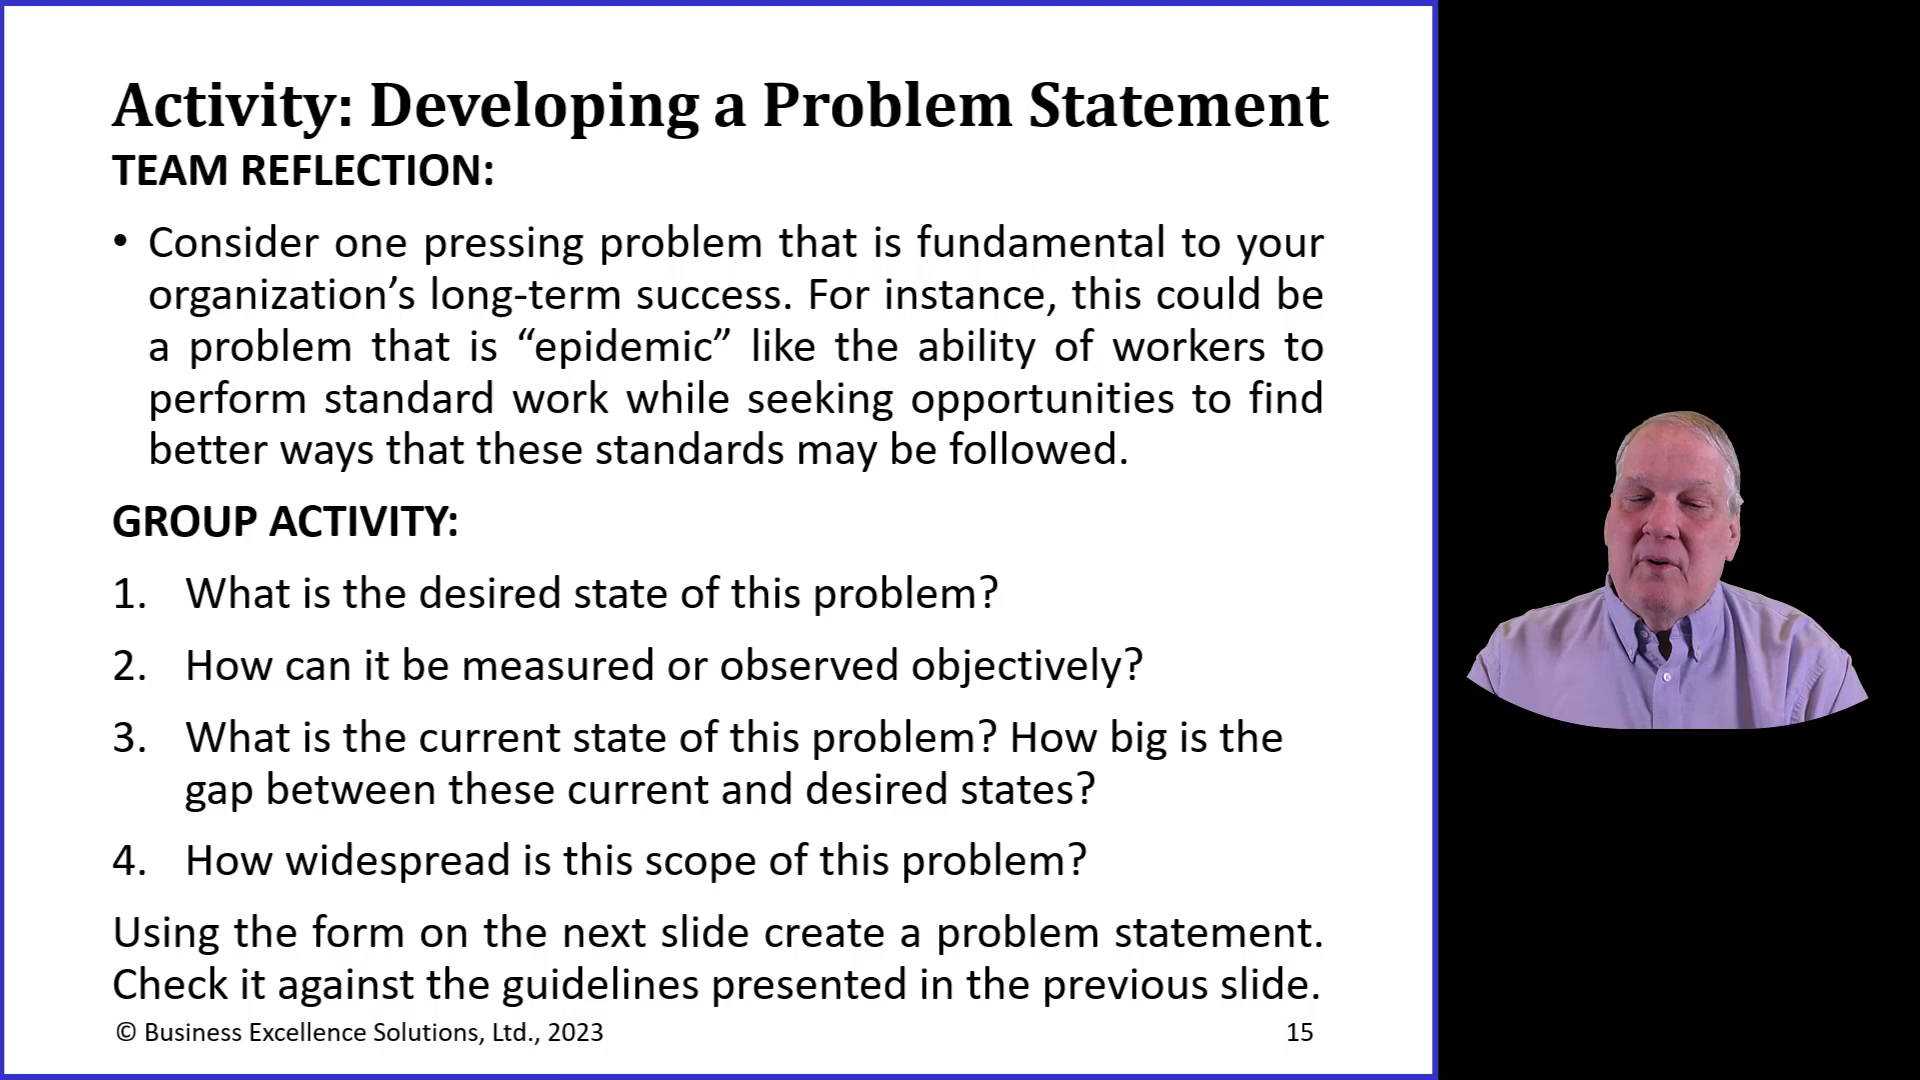 Activity: Developing a Problem Statement
TEAM REFLECTION:
• Consider one pressing problem that is fundamental to your
organization’s long-term success. For instance, this could be
a problem that is “epidemic” like the ability of workers to
perform standard work while seeking opportunities to find
better ways that these standards may be followed.
GROUP ACTIVITY:
1. What is the desired state of this problem?
2. How can it be measured or observed objectively?
3. What is the current state of this problem? How big is the
gap between these current and desired states?
4. How widespread is this scope of this problem?
Using the form on the next slide create a problem statement.
Check it against the guidelines presented in the previous slide.
© Business Excellence Solutions, Ltd., 2023 15